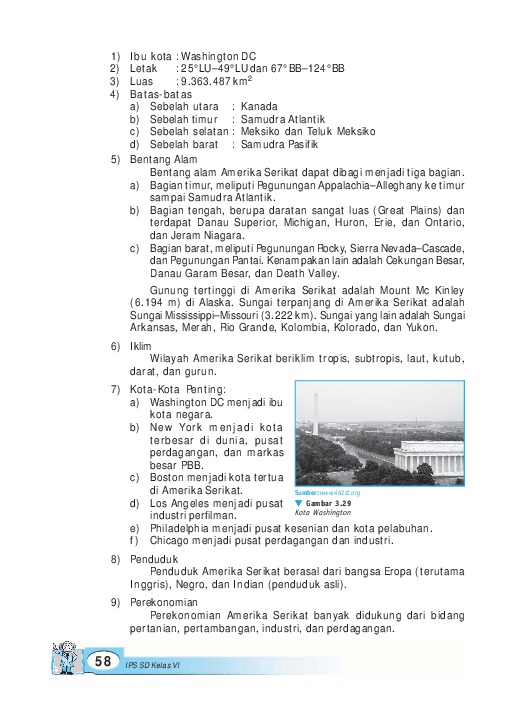 1) Ibu kota : Washington DC
2) Letak : 25°LU–49°LU dan 67°BB–124°BB
3) Luas : 9.363.487 km²
4) Batas-batas
a) Sebelah utara : Kanada
b) Sebelah timur : Samudra Atlantik
c) Sebelah selatan : Meksiko dan Teluk Meksiko
d) Sebelah barat : Samudra Pasifik
5) Bentang Alam
Bentang alam Amerika Serikat dapat dibagi menjadi tiga bagian.
a) Bagian timur, meliputi Pegunungan Appalachia–Alleghany ke timur
sampai Samudra Atlantik.
b) Bagian tengah, berupa daratan sangat luas (Great Plains) dan
terdapat Danau Superior, Michigan, Huron, Erie, dan Ontario,
dan Jeram Niagara.
c) Bagian barat, meliputi Pegunungan Rocky, Sierra Nevada–Cascade,
dan Pegunungan Pantai. Kenampakan lain adalah Cekungan Besar,
Danau Garam Besar, dan Death Valley.
Gunung tertinggi di Amerika Serikat adalah Mount Mc Kinley
(6.194 m) di Alaska. Sungai terpanjang di Amerika Serikat adalah
Sungai Mississippi–Missouri (3.222 km). Sungai yang lain adalah Sungai
Arkansas, Merah, Rio Grande, Kolombia, Kolorado, dan Yukon.
6) Iklim
Wilayah Amerika Serikat beriklim tropis, subtropis, laut, kutub,
darat, dan gurun.
7) Kota-Kota Penting:
a) Washington DC menjadi ibu
kota negara.
b) New York menjadi kota
terbesar di dunia, pusat
perdagangan, dan markas
besar PBB.
c) Boston menjadi kota tertua
di Amerika Serikat.
d) Los Angeles menjadi pusat
industri perfilman.
Sumber: www.461st.org
▼ Gambar 3.29
Kota Washington
e) Philadelphia menjadi pusat kesenian dan kota pelabuhan.
f) Chicago menjadi pusat perdagangan dan industri.
8) Penduduk
Penduduk Amerika Serikat berasal dari bangsa Eropa (terutama
Inggris), Negro, dan Indian (penduduk asli).
9) Perekonomian
Perekonomian Amerika Serikat banyak didukung dari bidang
pertanian, pertambangan, industri, dan perdagangan.
58 IPS SD Kelas VI